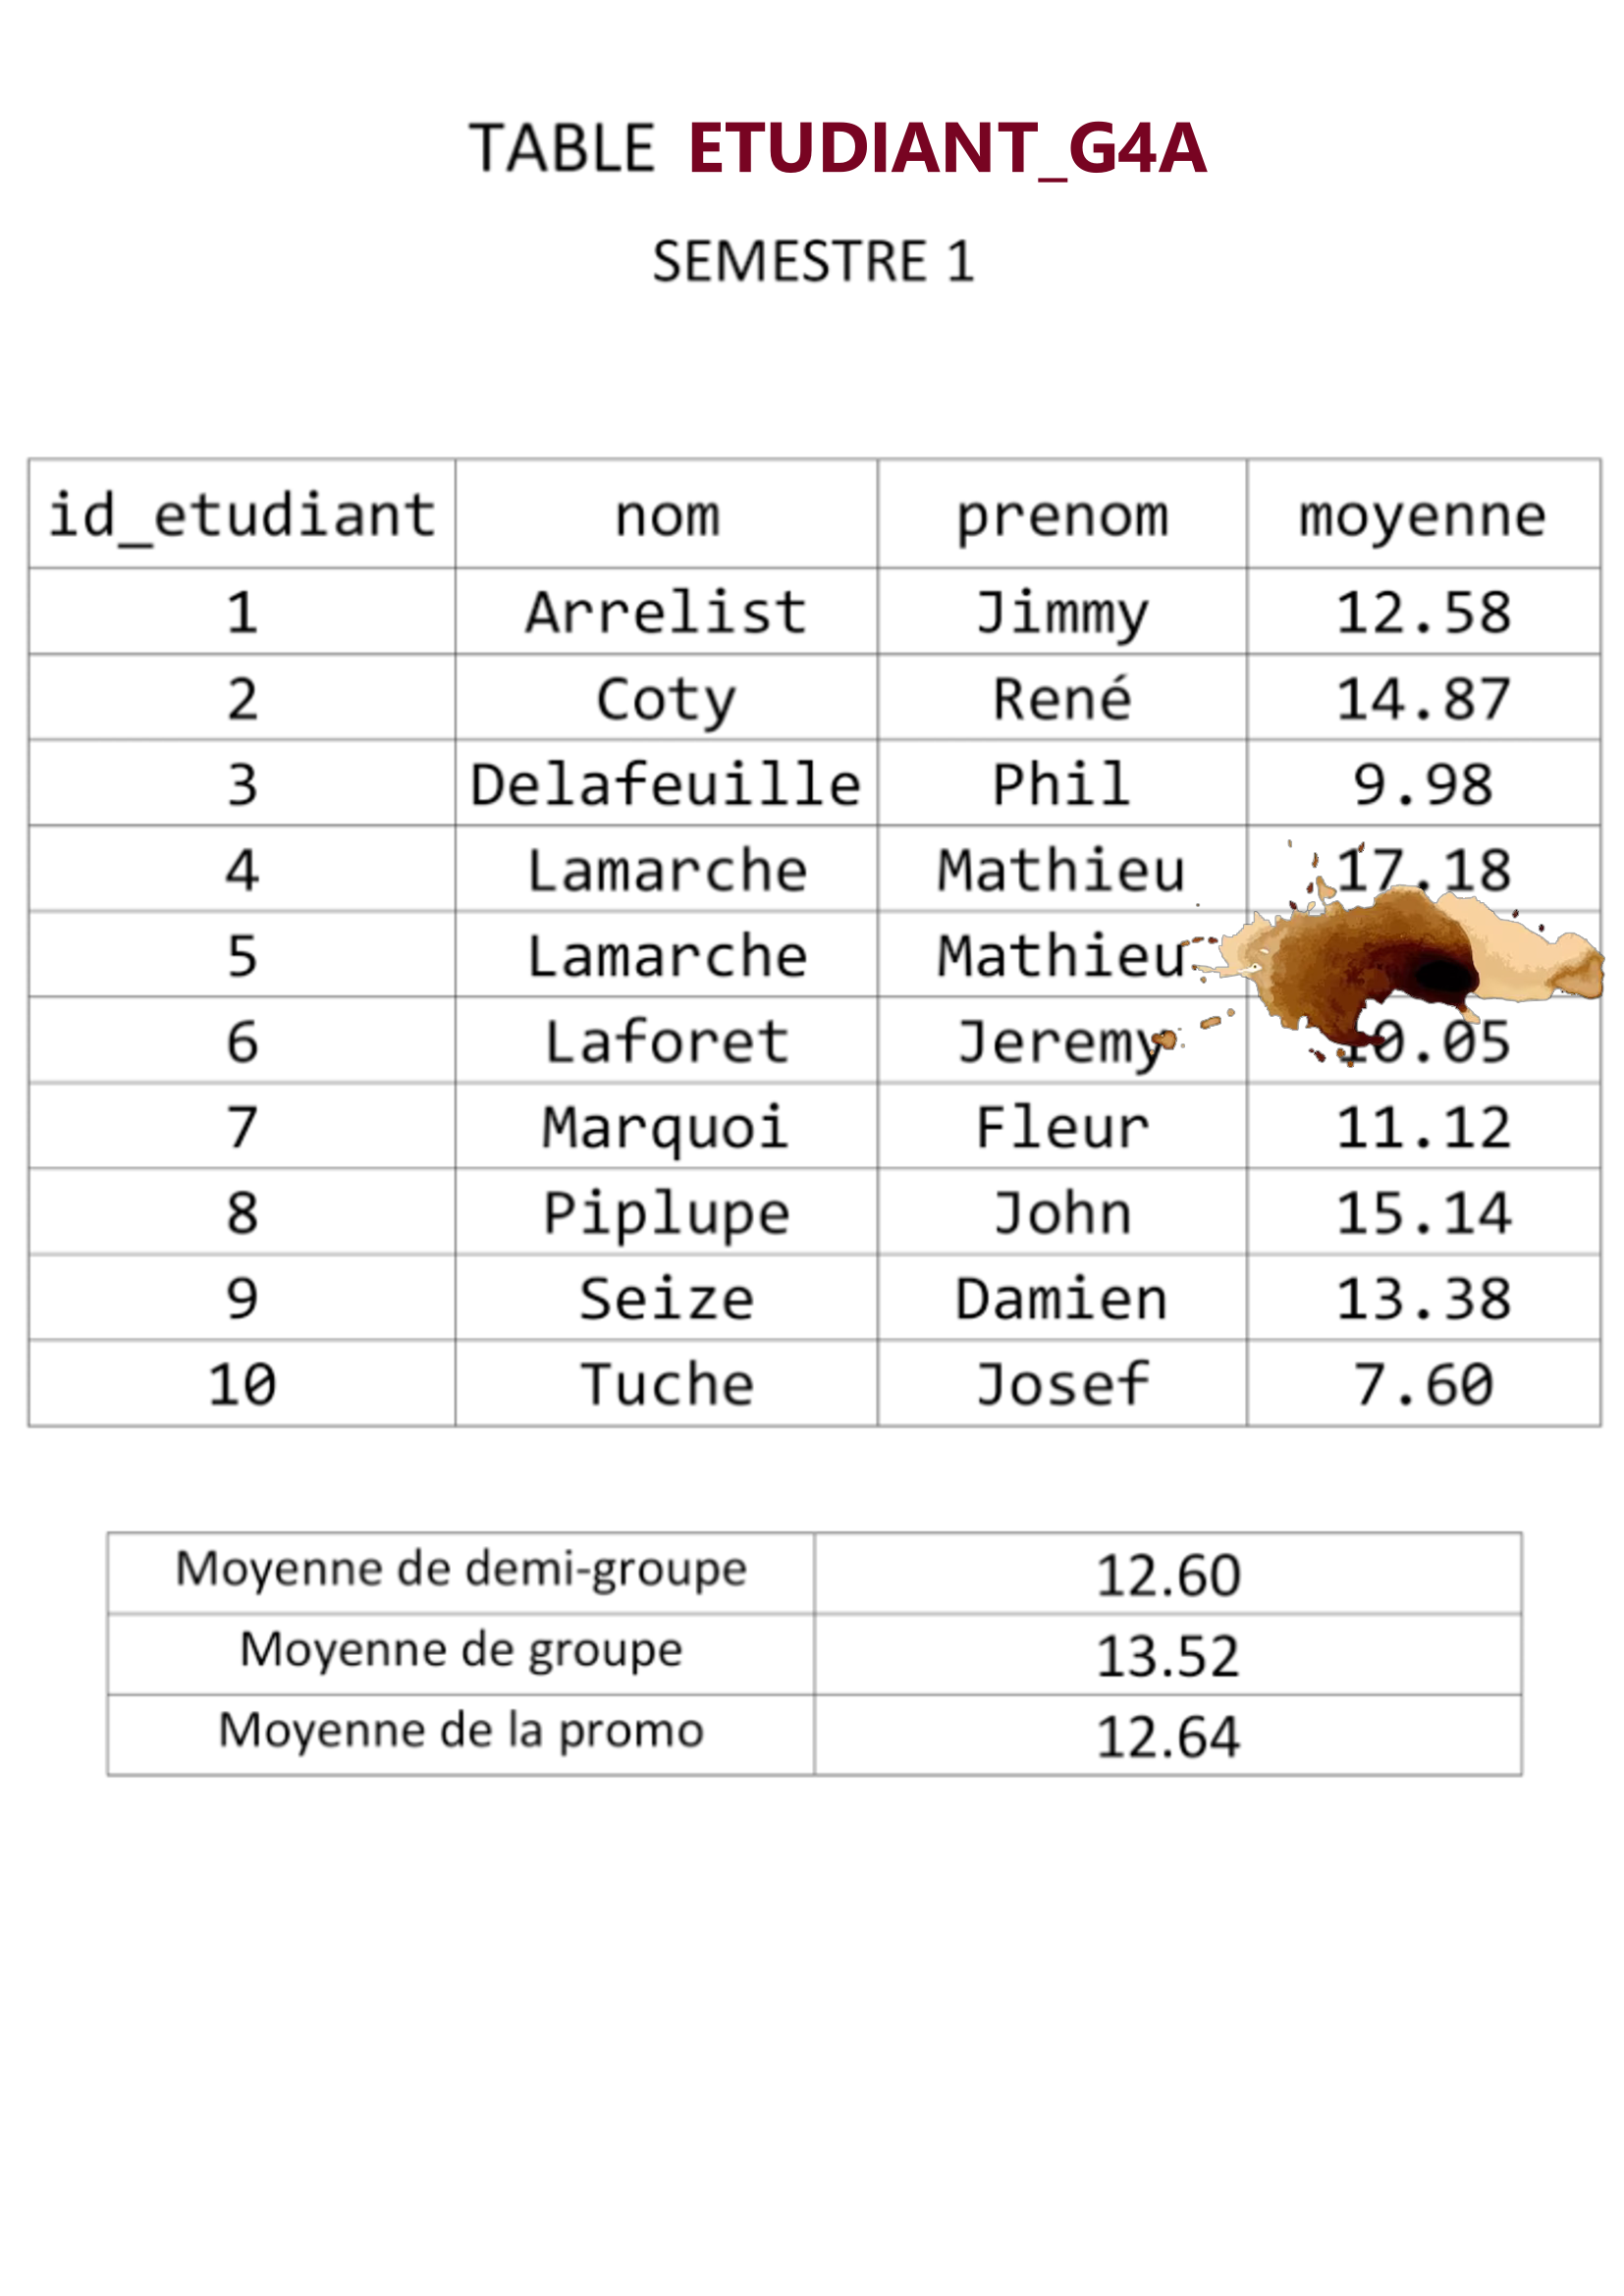 TABLE ETUDIANT_G4A
SEMESTRE 1
id_etudiant nom prenom moyenne
1 Arrelist Jimmy 12.58
2 Coty René 14.87
3 Delafeuille Phil 9.98
4 Lamarche Mathieu 17.18
5 Lamarche Mathieu
6 Laforet Jeremy 10.05
7 Marquoi Fleur 11.12
8 Piplupe John 15.14
9 Seize Damien 13.38
10 Tuche Josef 7.60
Moyenne de demi-groupe 12.60
Moyenne de groupe 13.52
Moyenne de la promo 12.64